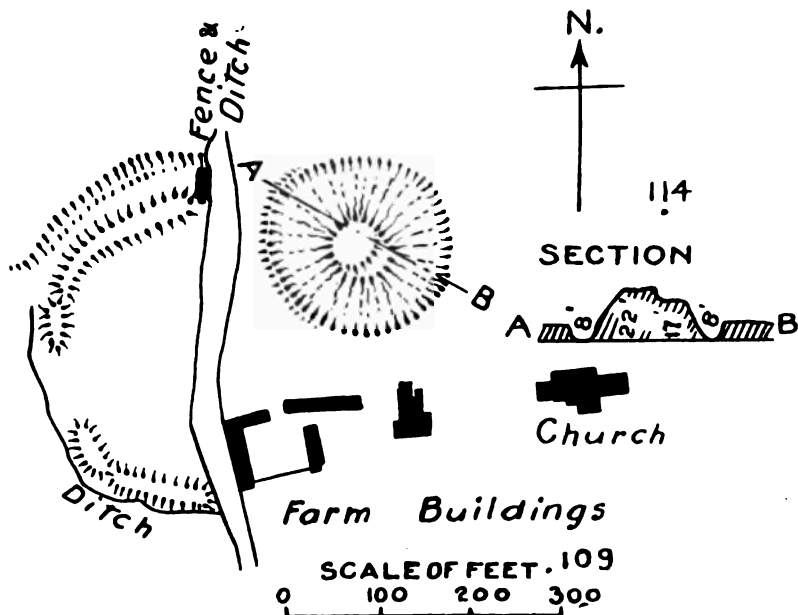 N.
Fence &
Ditch.
A
114
SECTION
B
A 8 22 17 8 B
Church
Ditch
Farm Buildings
109
SCALE OF FEET.
0 100 200 300